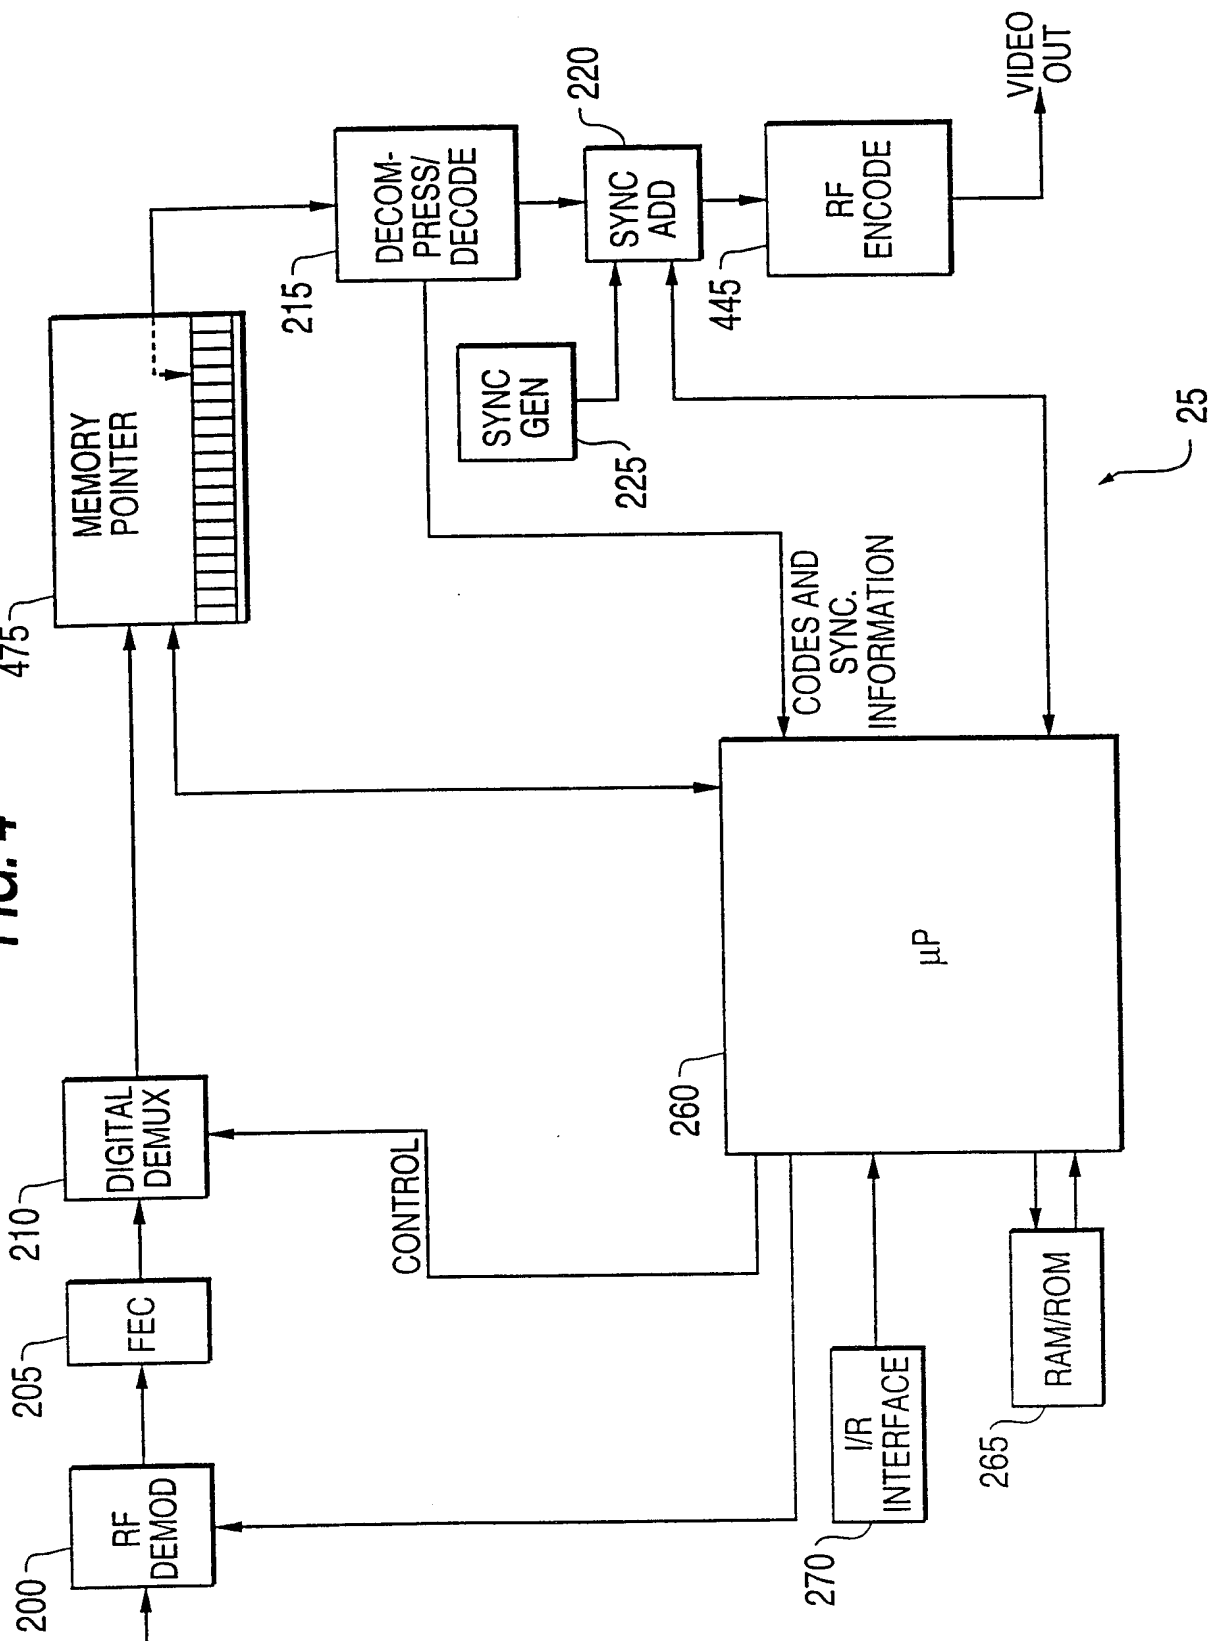 FIG. 4
200
RF
DEMOD
205
FEC
210
DIGITAL
DEMUX
475
MEMORY
POINTER
215
DECOM-
PRESS/
DECODE
220
SYNC
ADD
225
SYNC
GEN
445
RF
ENCODE
VIDEO
OUT
CONTROL
CODES AND
SYNC.
INFORMATION
260
µP
270
I/R
INTERFACE
265
RAM/ROM
25